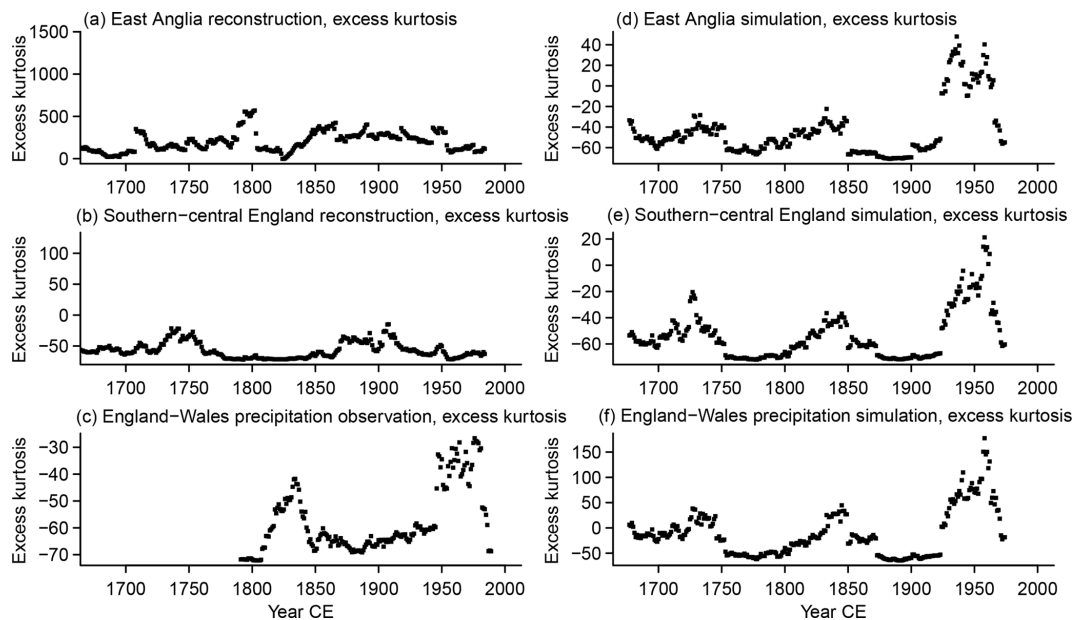 (a) East Anglia reconstruction, excess kurtosis
Excess kurtosis
1500
1000
500
0
1700 1750 1800 1850 1900 1950 2000
(b) Southern−central England reconstruction, excess kurtosis
Excess kurtosis
100
50
0
−50
1700 1750 1800 1850 1900 1950 2000
(c) England−Wales precipitation observation, excess kurtosis
Excess kurtosis
−30
−40
−50
−60
−70
1700 1750 1800 1850 1900 1950 2000
Year CE
(d) East Anglia simulation, excess kurtosis
Excess kurtosis
40
20
0
−20
−40
−60
1700 1750 1800 1850 1900 1950 2000
(e) Southern−central England simulation, excess kurtosis
Excess kurtosis
20
0
−20
−40
−60
1700 1750 1800 1850 1900 1950 2000
(f) England−Wales precipitation simulation, excess kurtosis
Excess kurtosis
150
100
50
0
−50
1700 1750 1800 1850 1900 1950 2000
Year CE